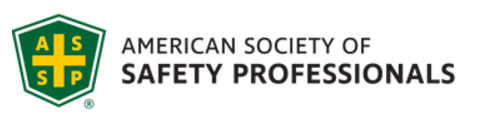 A S
S P
®
AMERICAN SOCIETY OF
SAFETY PROFESSIONALS